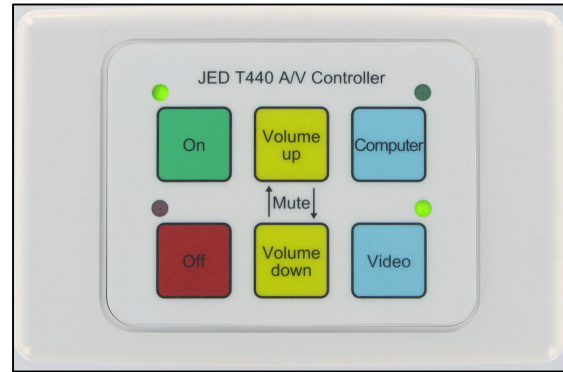 JED T440 A/V Controller
On
Volume
up
Computer
Mute
Off
Volume
down
Video